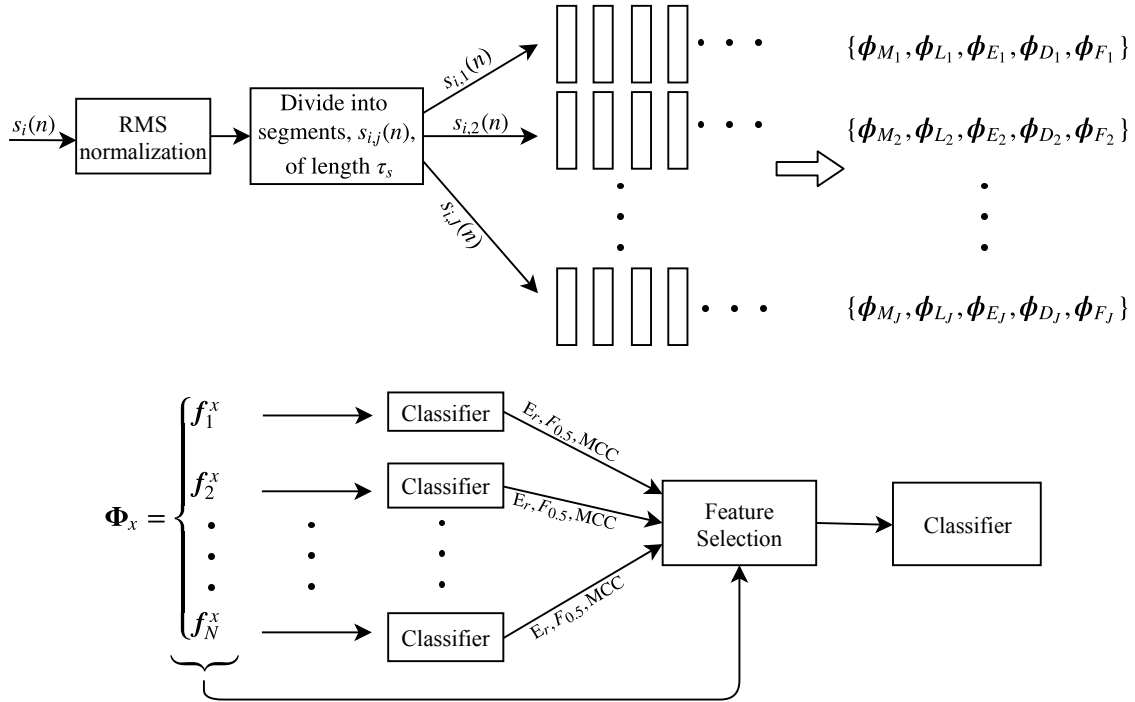 s_i(n)
RMS
normalization
Divide into
segments, s_{i,j}(n),
of length τ_s
s_{i,1}(n)
s_{i,2}(n)
s_{i,J}(n)
{ϕ_{M_1}, ϕ_{L_1}, ϕ_{E_1}, ϕ_{D_1}, ϕ_{F_1}}
{ϕ_{M_2}, ϕ_{L_2}, ϕ_{E_2}, ϕ_{D_2}, ϕ_{F_2}}
{ϕ_{M_J}, ϕ_{L_J}, ϕ_{E_J}, ϕ_{D_J}, ϕ_{F_J}}
Φ_x = {
f_1^x
Classifier
E_r, F_{0.5}, MCC
f_2^x
Classifier
E_r, F_{0.5}, MCC
f_N^x
Classifier
E_r, F_{0.5}, MCC
Feature
Selection
Classifier